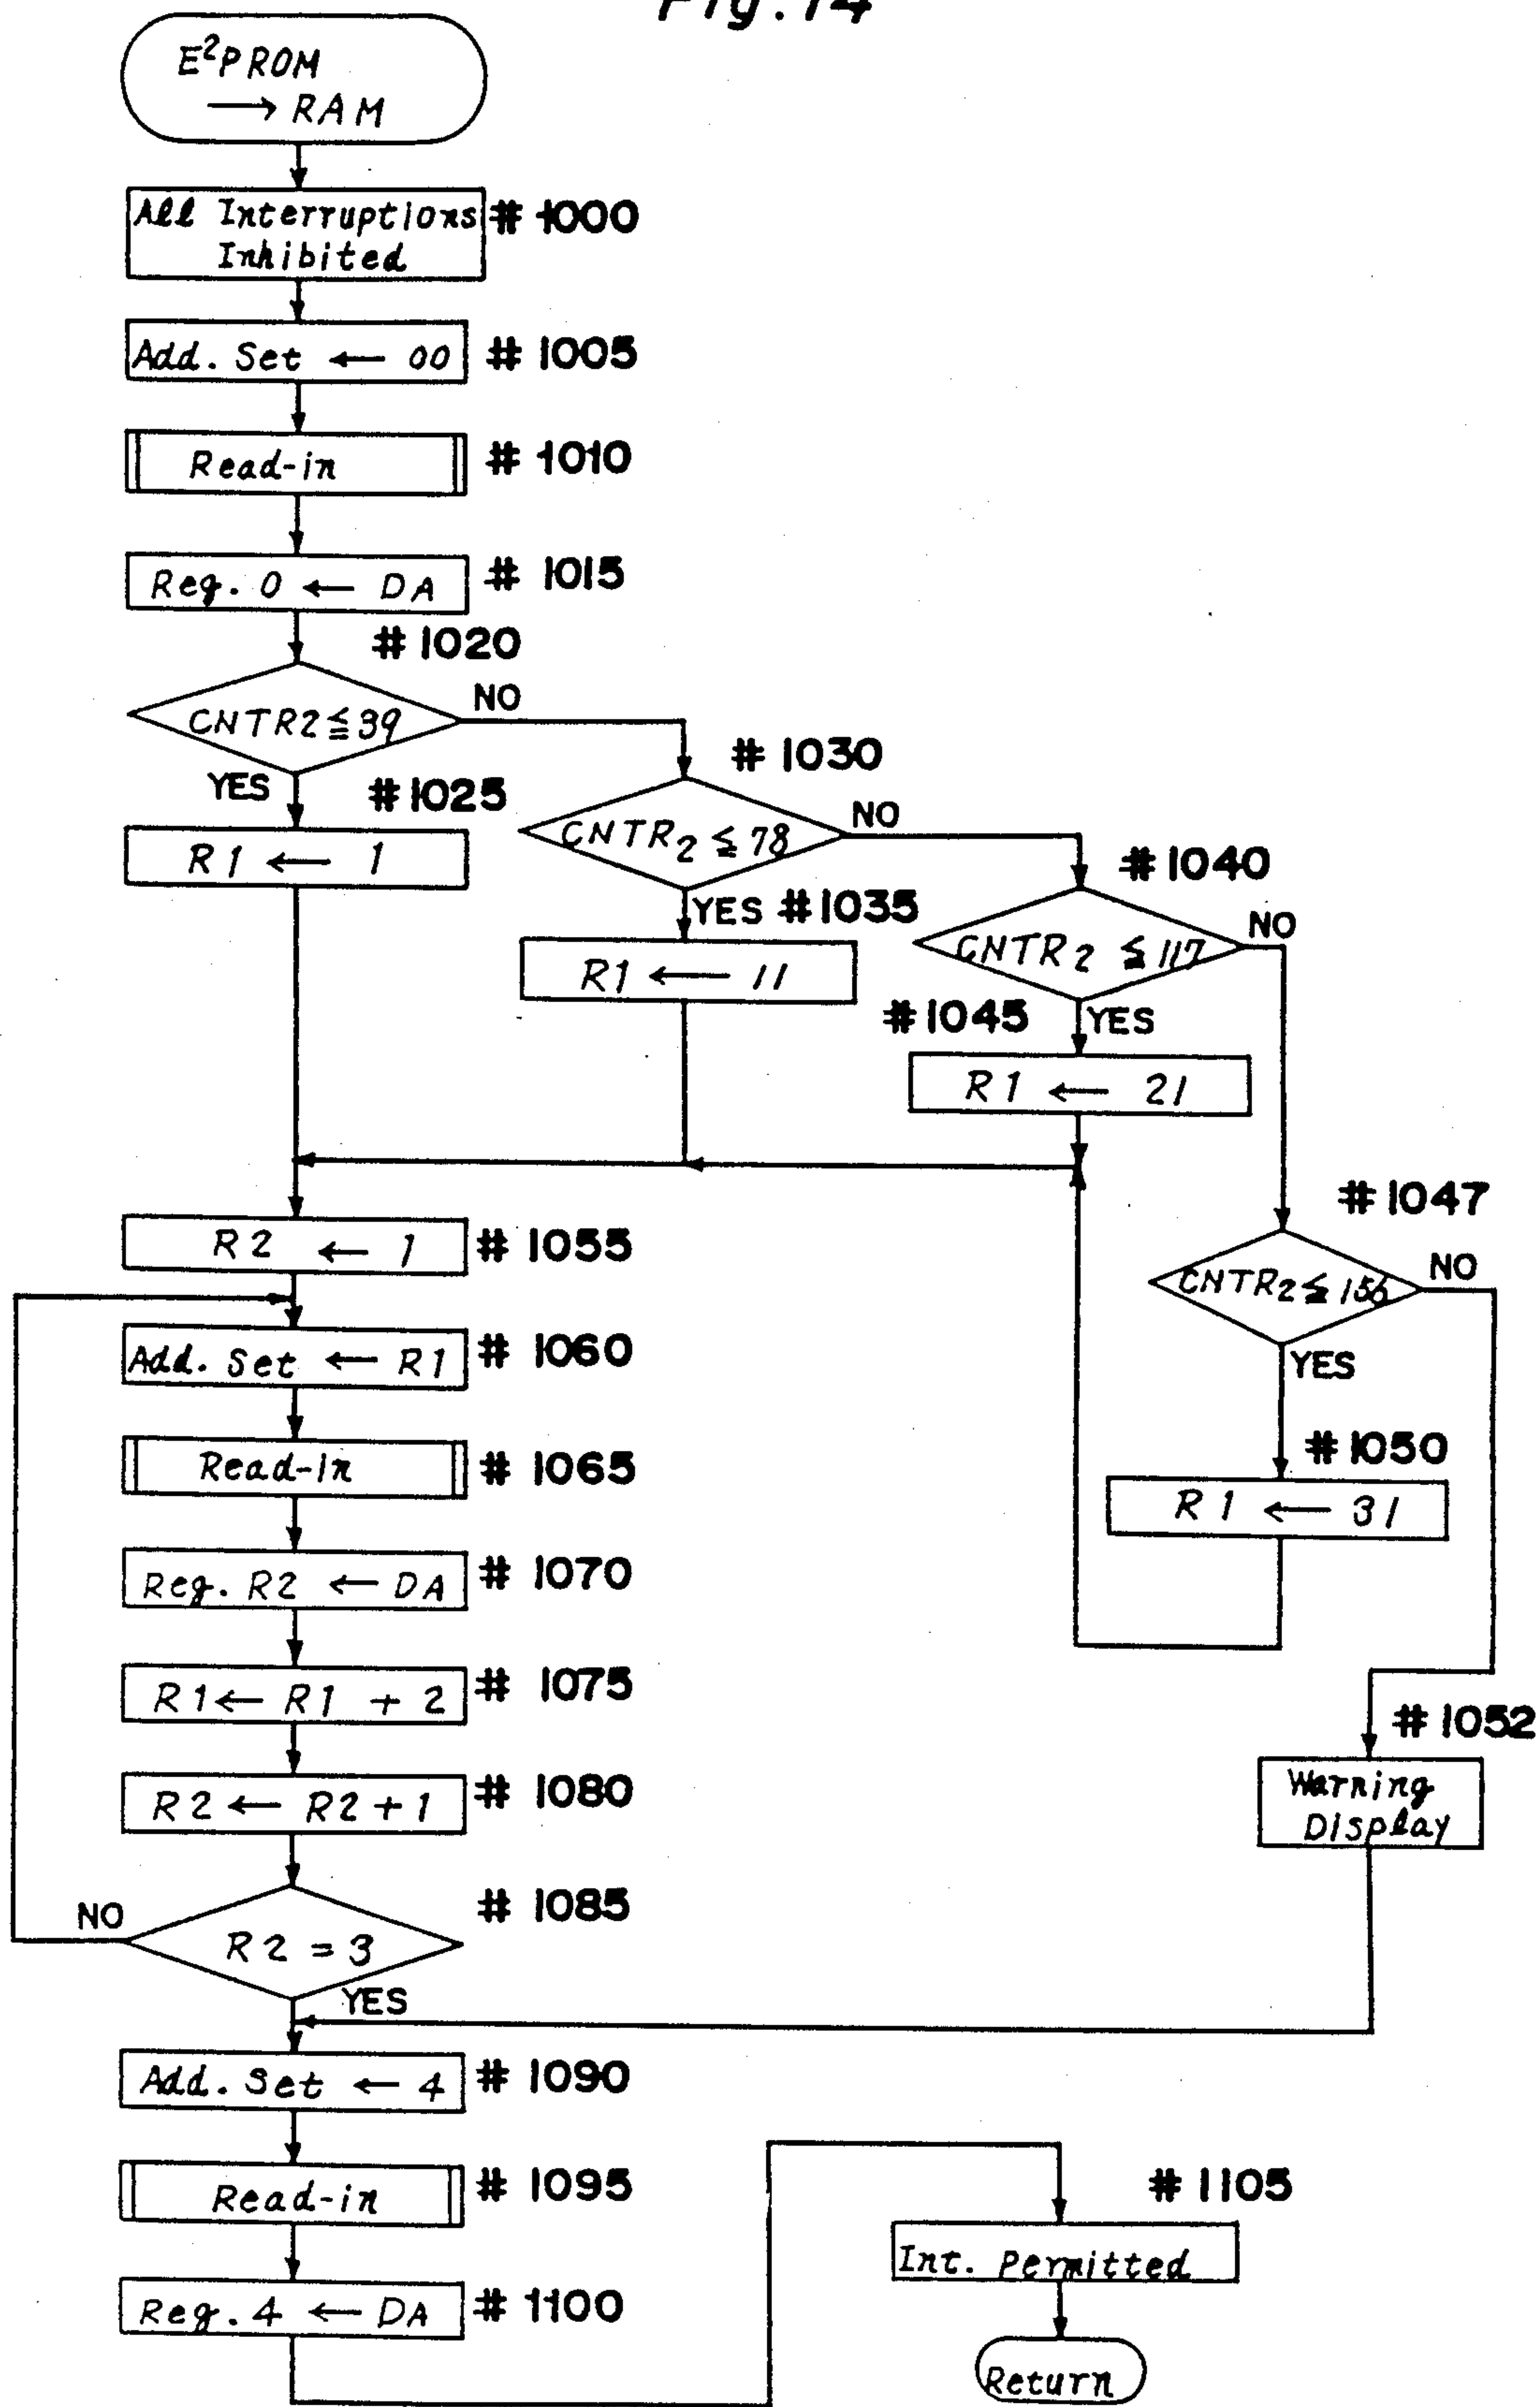 Fig. 14
E²PROM
→ RAM
All Interruptions
Inhibited
# 1000
Add. Set ← 00
# 1005
Read-in
# 1010
Reg. 0 ← DA
# 1015
# 1020
CNTR2 ≦ 39
NO
YES
# 1025
R1 ← 1
# 1030
CNTR2 ≦ 78
NO
YES
# 1035
R1 ← 11
# 1040
CNTR2 ≦ 117
NO
# 1045
YES
R1 ← 21
# 1047
CNTR2 ≦ 156
NO
YES
# 1050
R1 ← 31
# 1052
Warning
Display
R2 ← 1
# 1055
Add. Set ← R1
# 1060
Read-in
# 1065
Reg. R2 ← DA
# 1070
R1 ← R1 + 2
# 1075
R2 ← R2 + 1
# 1080
# 1085
NO
R2 = 3
YES
Add. Set ← 4
# 1090
Read-in
# 1095
Reg. 4 ← DA
# 1100
# 1105
Int. Permitted
Return